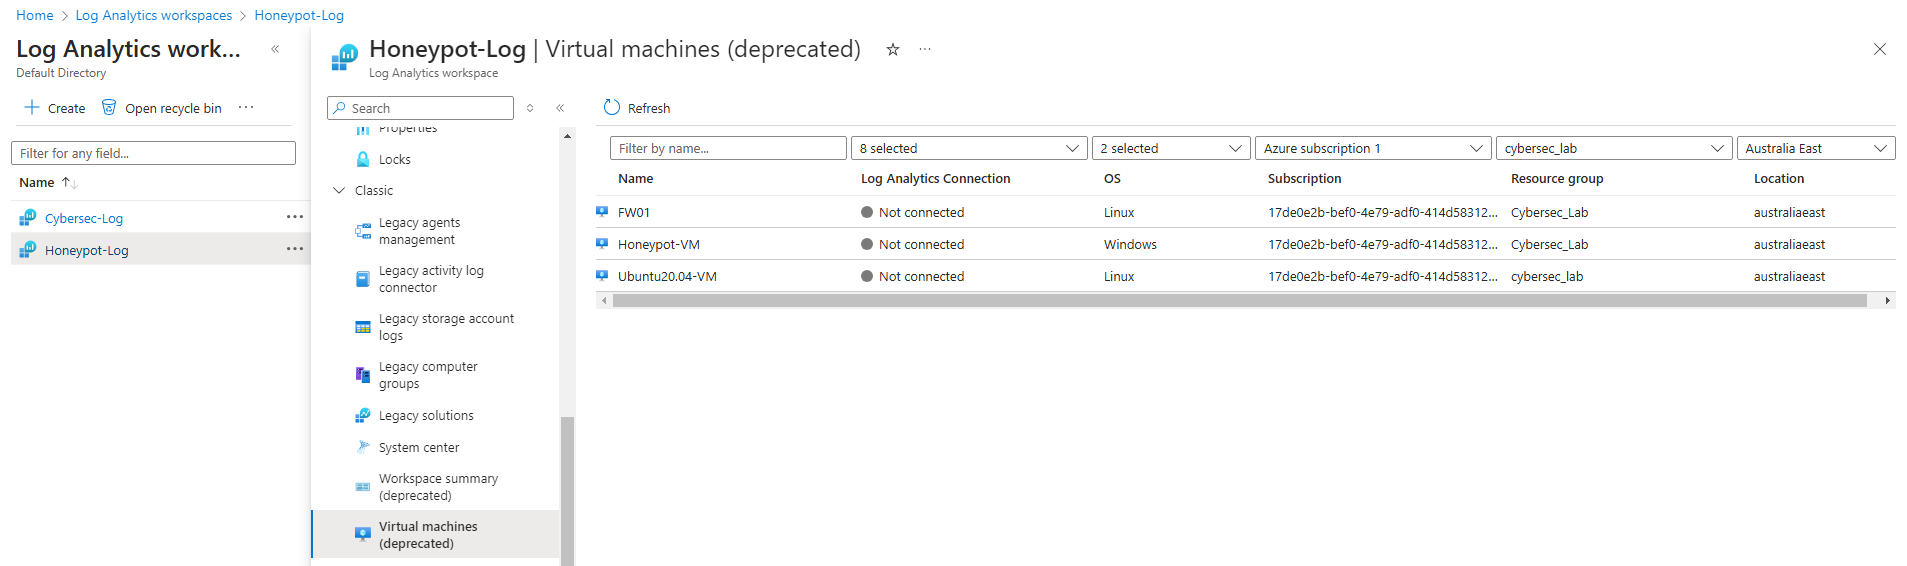 Home > Log Analytics workspaces > Honeypot-Log
Log Analytics work...
Default Directory
Create
Open recycle bin
Filter for any field...
Name
Cybersec-Log
Honeypot-Log
Honeypot-Log | Virtual machines (deprecated)
Log Analytics workspace
Search
Properties
Locks
Classic
Legacy agents
management
Legacy activity log
connector
Legacy storage account
logs
Legacy computer
groups
Legacy solutions
System center
Workspace summary
(deprecated)
Virtual machines
(deprecated)
Refresh
Filter by name... 8 selected 2 selected Azure subscription 1 cybersec_lab Australia East
Name Log Analytics Connection OS Subscription Resource group Location
FW01 Not connected Linux 17de0e2b-bef0-4e79-adf0-414d58312... Cybersec_Lab australiaeast
Honeypot-VM Not connected Windows 17de0e2b-bef0-4e79-adf0-414d58312... Cybersec_Lab australiaeast
Ubuntu20.04-VM Not connected Linux 17de0e2b-bef0-4e79-adf0-414d58312... cybersec_lab australiaeast